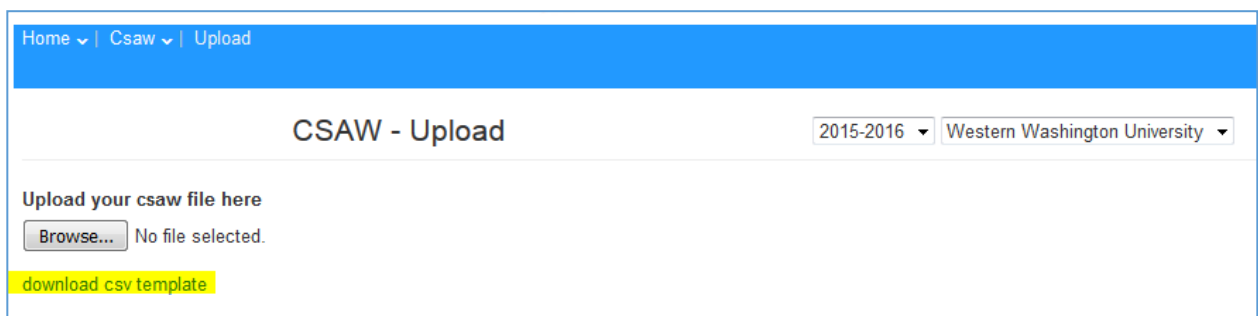 Home | Csaw | Upload
CSAW - Upload
2015-2016 Western Washington University
Upload your csaw file here
Browse... No file selected.
download csv template